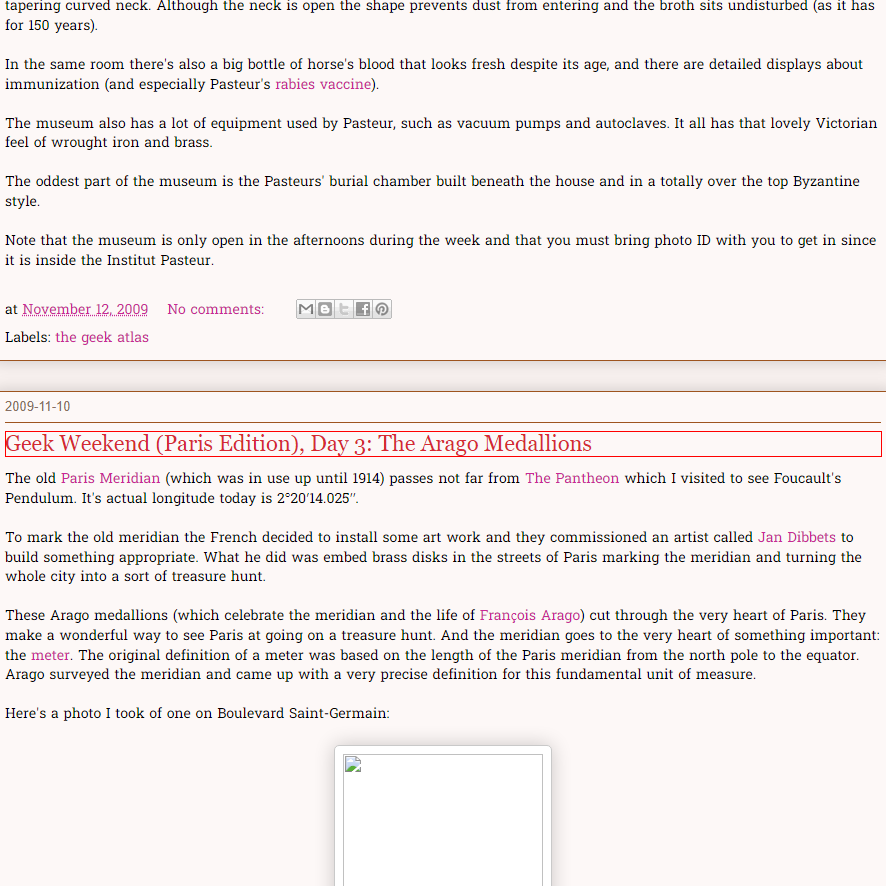 tapering curved neck. Although the neck is open the shape prevents dust from entering and the broth sits undisturbed (as it has
for 150 years).
In the same room there's also a big bottle of horse's blood that looks fresh despite its age, and there are detailed displays about
immunization (and especially Pasteur's rabies vaccine).
The museum also has a lot of equipment used by Pasteur, such as vacuum pumps and autoclaves. It all has that lovely Victorian
feel of wrought iron and brass.
The oddest part of the museum is the Pasteurs' burial chamber built beneath the house and in a totally over the top Byzantine
style.
Note that the museum is only open in the afternoons during the week and that you must bring photo ID with you to get in since
it is inside the Institut Pasteur.
at November 12, 2009 No comments:
Labels: the geek atlas
2009-11-10
Geek Weekend (Paris Edition), Day 3: The Arago Medallions
The old Paris Meridian (which was in use up until 1914) passes not far from The Pantheon which I visited to see Foucault's
Pendulum. It's actual longitude today is 2°20′14.025″.
To mark the old meridian the French decided to install some art work and they commissioned an artist called Jan Dibbets to
build something appropriate. What he did was embed brass disks in the streets of Paris marking the meridian and turning the
whole city into a sort of treasure hunt.
These Arago medallions (which celebrate the meridian and the life of François Arago) cut through the very heart of Paris. They
make a wonderful way to see Paris at going on a treasure hunt. And the meridian goes to the very heart of something important:
the meter. The original definition of a meter was based on the length of the Paris meridian from the north pole to the equator.
Arago surveyed the meridian and came up with a very precise definition for this fundamental unit of measure.
Here's a photo I took of one on Boulevard Saint-Germain: